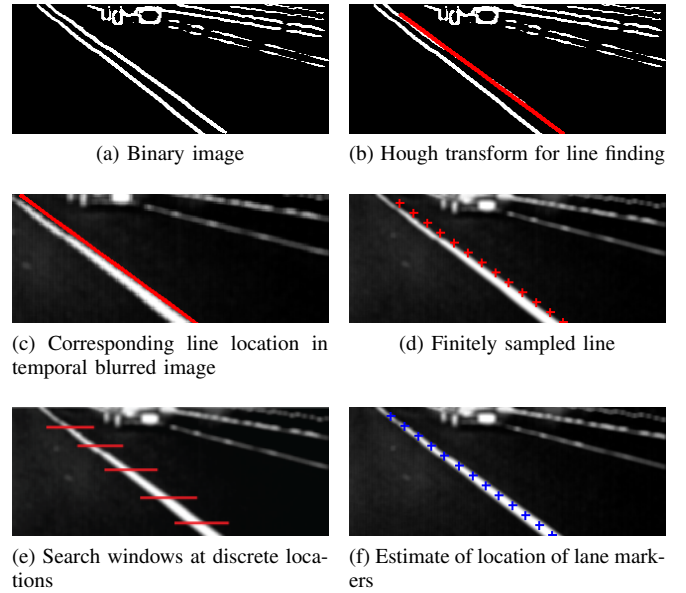 (a) Binary image
(b) Hough transform for line finding
(c) Corresponding line location in
temporal blurred image
(d) Finitely sampled line
(e) Search windows at discrete loca-
tions
(f) Estimate of location of lane mark-
ers